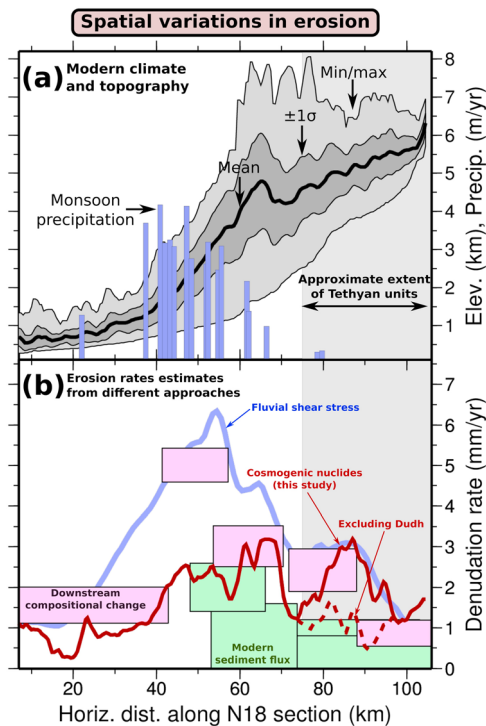 Spatial variations in erosion
(a) Modern climate
and topography
Min/max
±1σ
Mean
Monsoon
precipitation
Approximate extent
of Tethyan units
8
7
6
5
4
3
2
1
Elev. (km), Precip. (m/yr)
(b) Erosion rates estimates
from different approaches
Fluvial shear stress
Cosmogenic nuclides
(this study)
Excluding Dudh
Downstream
compositional change
Modern
sediment flux
7
6
5
4
3
2
1
0
Denudation rate (mm/yr)
20 40 60 80 100
Horiz. dist. along N18 section (km)